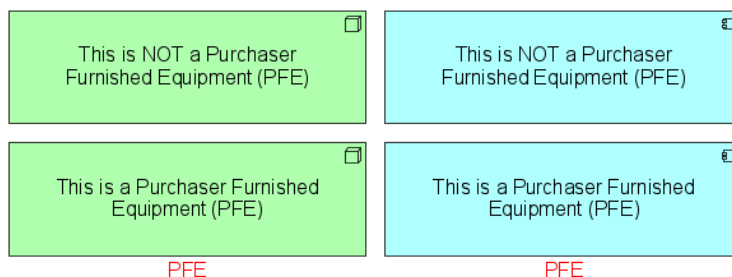 This is NOT a Purchaser
Furnished Equipment (PFE)
This is NOT a Purchaser
Furnished Equipment (PFE)
This is a Purchaser Furnished
Equipment (PFE)
This is a Purchaser Furnished
Equipment (PFE)
PFE
PFE